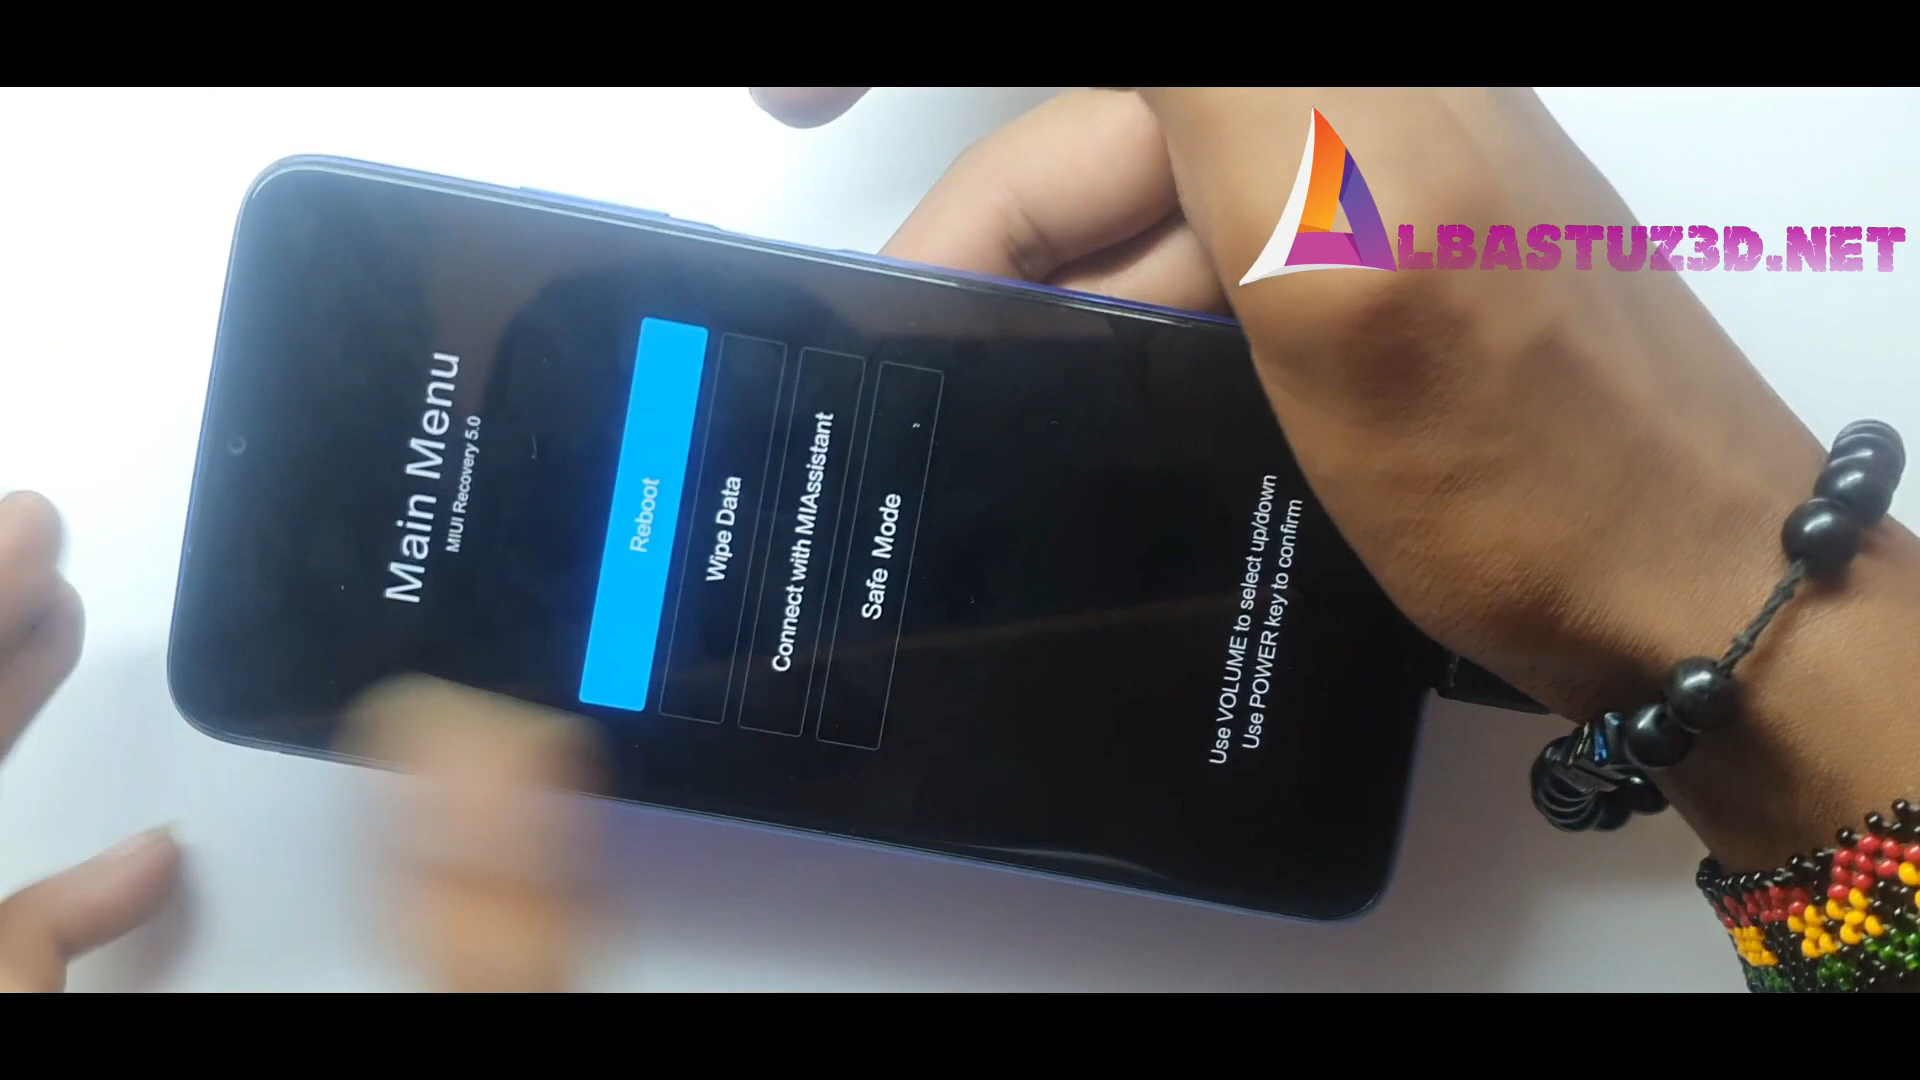 ALBASTUZ3D.NET
Main Menu
MIUI Recovery 5.0
Reboot
Wipe Data
Connect with MIAssistant
Safe Mode
Use VOLUME to select up/down
Use POWER key to confirm